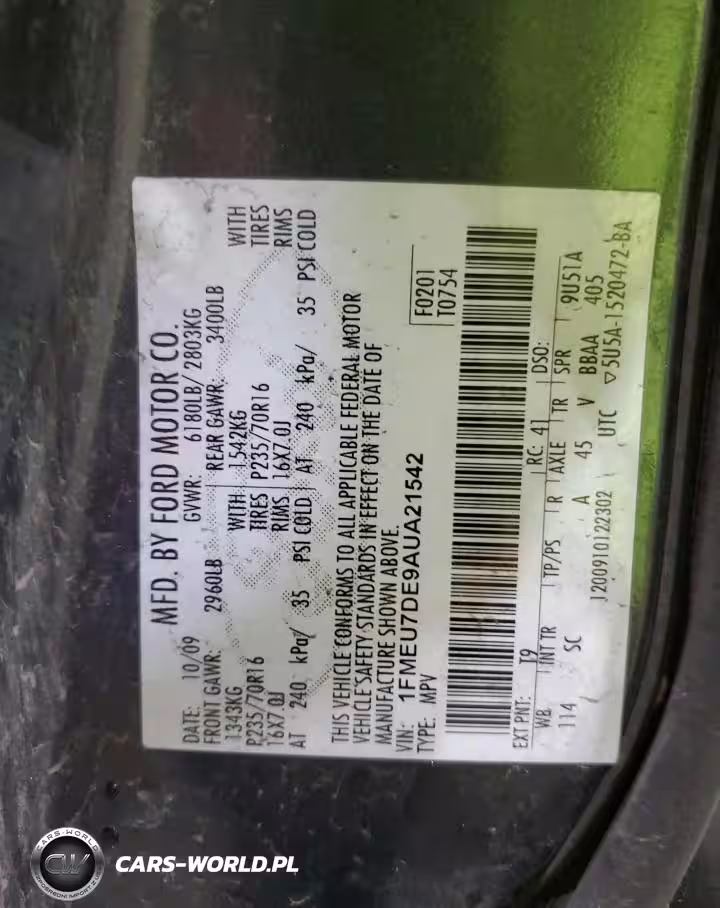 MFD. BY FORD MOTOR CO.
DATE: 10/09 GVWR: 6180LB/ 2803KG
FRONT GAWR: 2960LB REAR GAWR: 3400LB
1343KG WITH 1542KG WITH
P235/70R16 TIRES P235/70R16 TIRES
16X7.0J RIMS 16X7.0J RIMS
AT 240 kPa/ 35 PSI COLD AT 240 kPa/ 35 PSI COLD
THIS VEHICLE CONFORMS TO ALL APPLICABLE FEDERAL MOTOR
VEHICLE SAFETY STANDARDS IN EFFECT ON THE DATE OF
MANUFACTURE SHOWN ABOVE.
VIN: 1FMEU7DE9AUA21542
TYPE: MPV
F0201
T0754
EXT PNT: T9 RC: 41 DSO:
WB INT TR TP/PS R AXLE TR SPR 9U51A
114 SC A 45 V BBAA 405
1200910122302 UTC ▽5U5A-1520472-BA
CARS-WORLD
CW
CARS-WORLD.PL